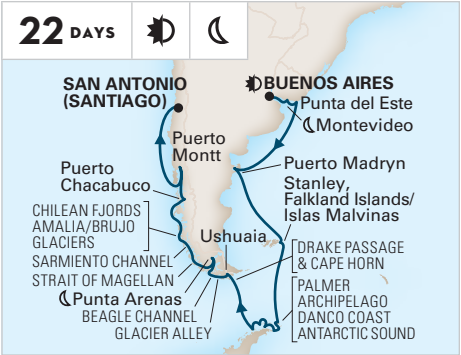 22 DAYS
SAN ANTONIO
(SANTIAGO)
BUENOS AIRES
Punta del Este
Montevideo
Puerto
Montt
Puerto
Chacabuco
Puerto Madryn
Stanley,
Falkland Islands/
Islas Malvinas
CHILEAN FJORDS
AMALIA/BRUJO
GLACIERS
Ushuaia
SARMIENTO CHANNEL
STRAIT OF MAGELLAN
Punta Arenas
BEAGLE CHANNEL
GLACIER ALLEY
DRAKE PASSAGE
& CAPE HORN
PALMER
ARCHIPELAGO
DANCO COAST
ANTARCTIC SOUND